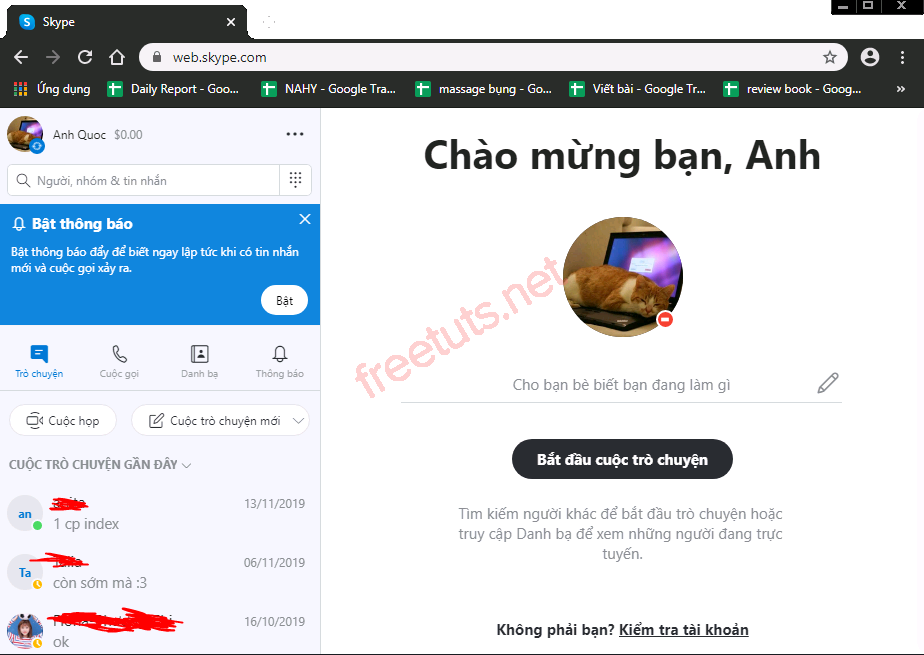 Skype
web.skype.com
Ứng dụng
Daily Report - Goo...
NAHY - Google Tra...
massage bụng - Go...
Viết bài - Google Tr...
review book - Goog...
»
Anh Quoc $0.00
Người, nhóm & tin nhắn
Bật thông báo
Bật thông báo đẩy để biết ngay lập tức khi có tin nhắn
mới và cuộc gọi xảy ra.
Bật
Trò chuyện
Cuộc gọi
Danh bạ
Thông báo
Cuộc họp
Cuộc trò chuyện mới
CUỘC TRÒ CHUYỆN GẦN ĐÂY
an
13/11/2019
1 cp index
Ta
06/11/2019
còn sớm mà :3
16/10/2019
ok
Chào mừng bạn, Anh
freetuts.net
Cho bạn bè biết bạn đang làm gì
Bắt đầu cuộc trò chuyện
Tìm kiếm người khác để bắt đầu trò chuyện hoặc
truy cập Danh bạ để xem những người đang trực
tuyến.
Không phải bạn? Kiểm tra tài khoản